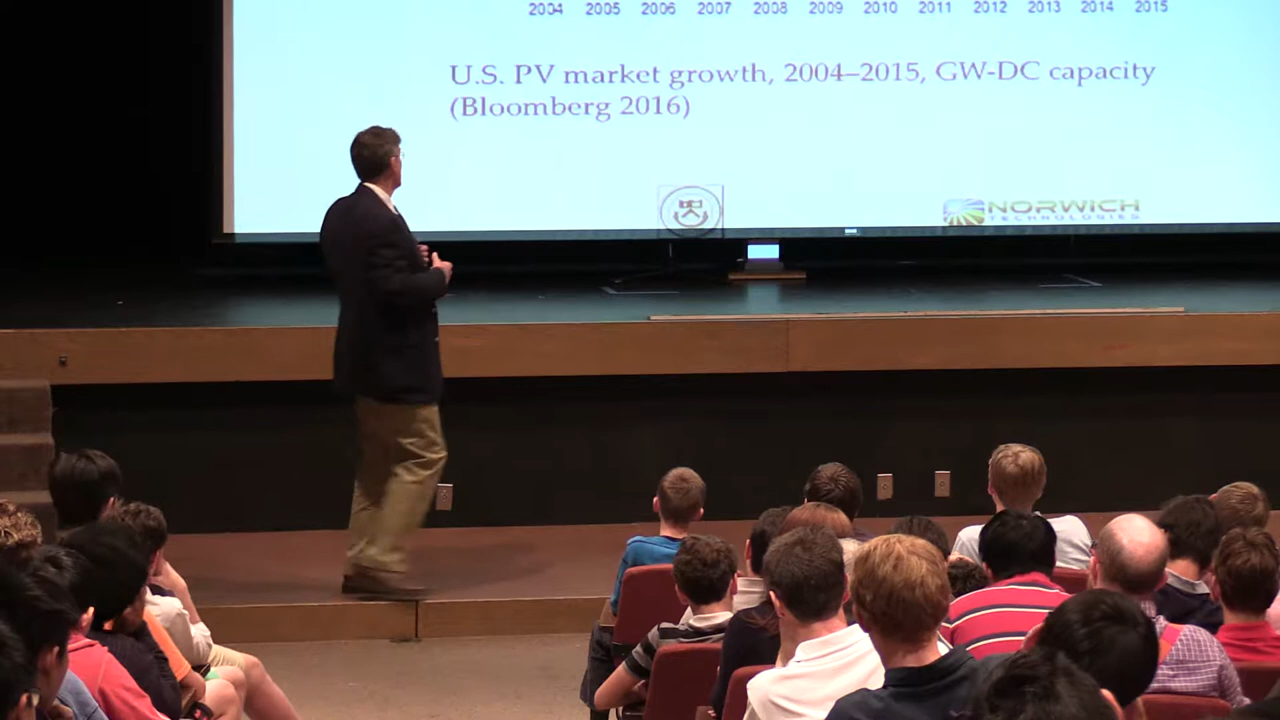 2004 2005 2006 2007 2008 2009 2010 2011 2012 2013 2014 2015
U.S. PV market growth, 2004–2015, GW-DC capacity
(Bloomberg 2016)
NORWICH
TECHNOLOGIES